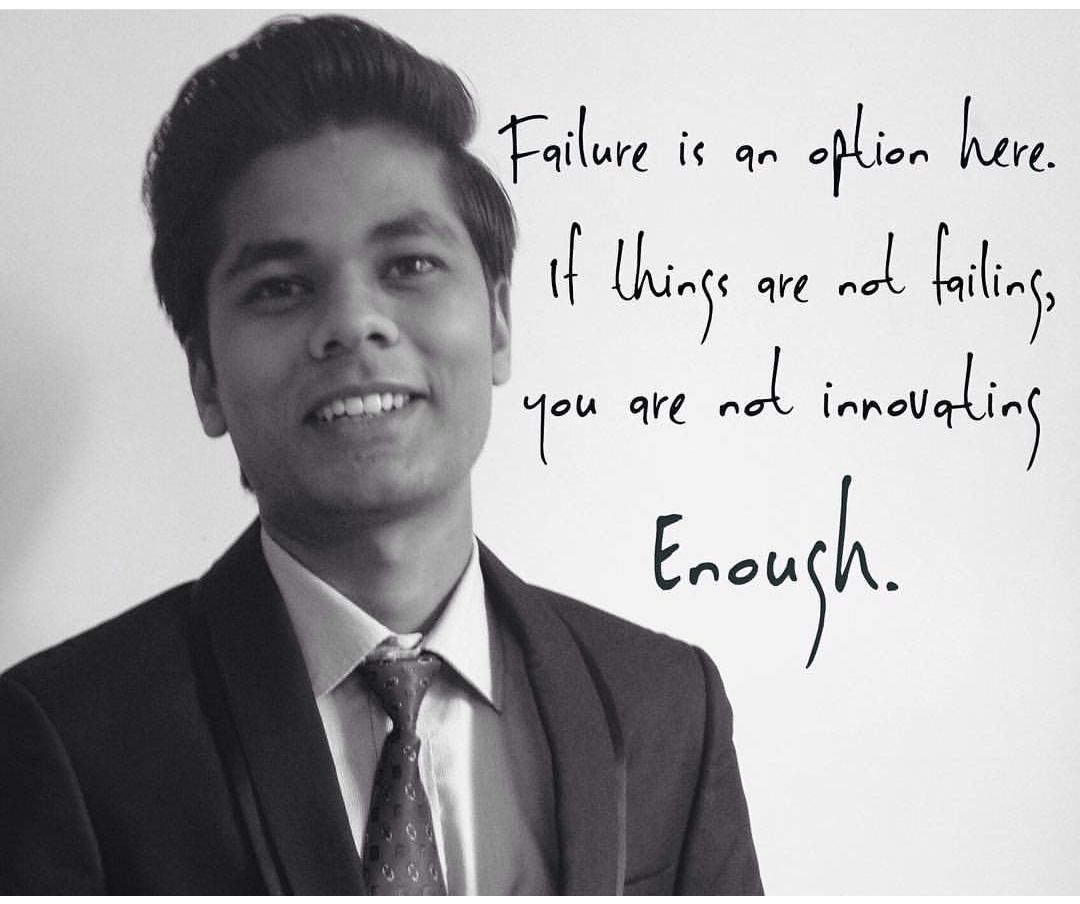 Failure is an option here.
If things are not failing,
you are not innovating
Enough.